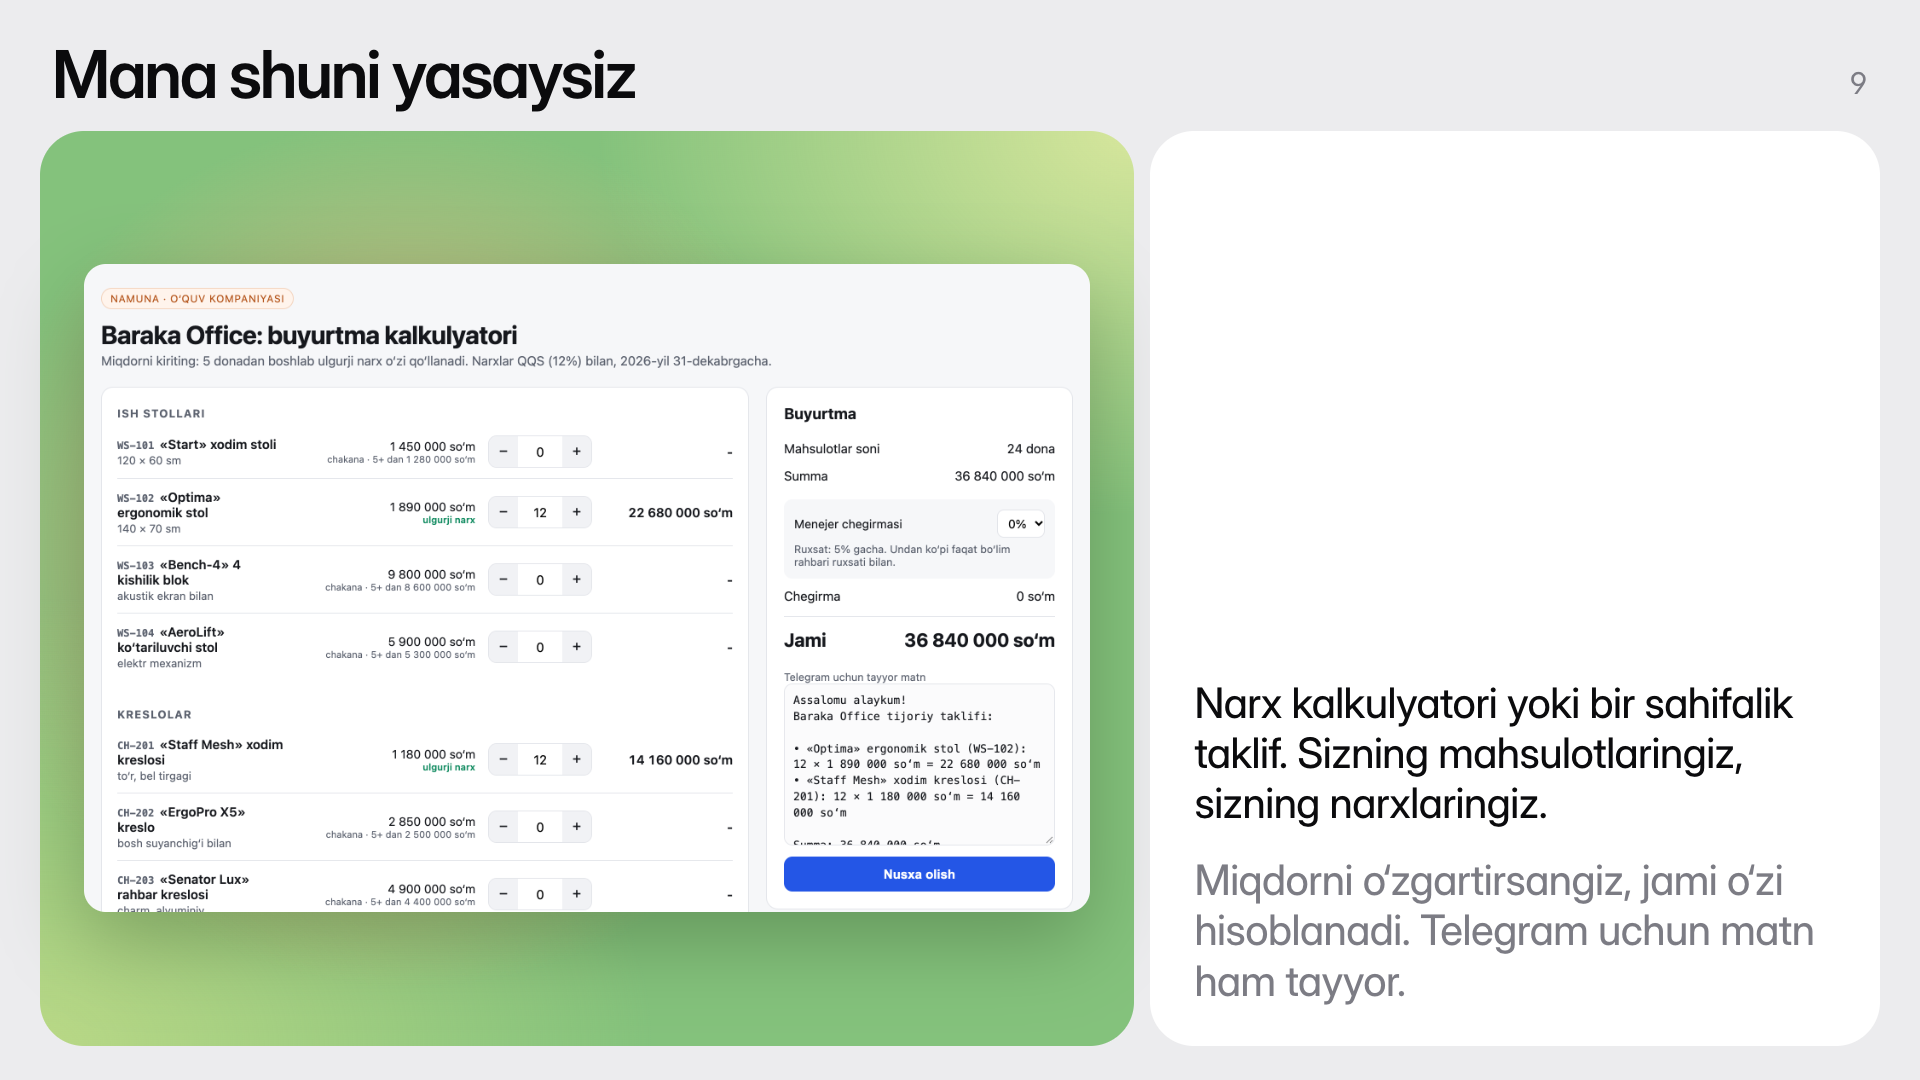 Mana shuni yasaysiz
9
NAMUNA · O'QUV KOMPANIYASI
Baraka Office: buyurtma kalkulyatori
Miqdorni kiriting: 5 donadan boshlab ulgurji narx o‘zi qo‘llanadi. Narxlar QQS (12%) bilan, 2026-yil 31-dekabrgacha.
ISH STOLLARI
WS-101 «Start» xodim stoli
120 × 60 sm
1 450 000 so‘m
chakana · 5+ dan 1 280 000 so‘m
− 0 +
-
WS-102 «Optima»
ergonomik stol
140 × 70 sm
1 890 000 so‘m
ulgurji narx
− 12 +
22 680 000 so‘m
WS-103 «Bench-4» 4
kishilik blok
akustik ekran bilan
9 800 000 so‘m
chakana · 5+ dan 8 600 000 so‘m
− 0 +
-
WS-104 «AeroLift»
ko‘tariluvchi stol
elektr mexanizm
5 900 000 so‘m
chakana · 5+ dan 5 300 000 so‘m
− 0 +
-
KRESLOLAR
CH-201 «Staff Mesh» xodim
kreslosi
to‘r, bel tirgagi
1 180 000 so‘m
ulgurji narx
− 12 +
14 160 000 so‘m
CH-202 «ErgoPro X5»
kreslo
bosh suyanchig‘i bilan
2 850 000 so‘m
chakana · 5+ dan 2 500 000 so‘m
− 0 +
-
CH-203 «Senator Lux»
rahbar kreslosi
charm, alyuminiy
4 900 000 so‘m
chakana · 5+ dan 4 400 000 so‘m
− 0 +
-
Buyurtma
Mahsulotlar soni 24 dona
Summa 36 840 000 so‘m
Menejer chegirmasi 0%
Ruxsat: 5% gacha. Undan ko‘pi faqat bo‘lim
rahbari ruxsati bilan.
Chegirma 0 so‘m
Jami 36 840 000 so‘m
Telegram uchun tayyor matn
Assalomu alaykum!
Baraka Office tijoriy taklifi:
• «Optima» ergonomik stol (WS-102):
12 × 1 890 000 so‘m = 22 680 000 so‘m
• «Staff Mesh» xodim kreslosi (CH-
201): 12 × 1 180 000 so‘m = 14 160
000 so‘m
Summa: 36 840 000 so‘m
Nusxa olish
Narx kalkulyatori yoki bir sahifalik
taklif. Sizning mahsulotlaringiz,
sizning narxlaringiz.
Miqdorni o‘zgartirsangiz, jami o‘zi
hisoblanadi. Telegram uchun matn
ham tayyor.